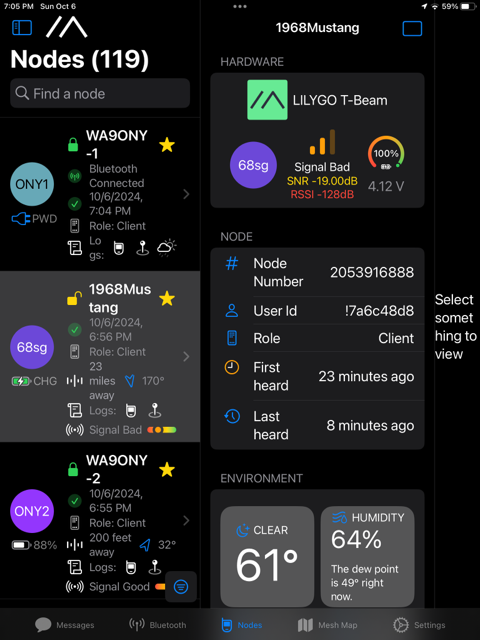 7:05 PM Sun Oct 6
59%
Nodes (119)
Find a node
WA9ONY
-1
Bluetooth
Connected
10/6/2024,
7:04 PM
Role: Client
Lo
gs:
ONY1
PWD
1968Mus
tang
10/6/2024,
6:56 PM
Role: Client
23
miles
away
170°
Logs:
Signal Bad
68sg
CHG
WA9ONY
-2
10/6/2024,
6:55 PM
Role: Client
200 feet
away
32°
Logs:
Signal Good
ONY2
88%
1968Mustang
HARDWARE
LILYGO T-Beam
68sg
Signal Bad
SNR -19.00dB
RSSI -128dB
100%
4.12 V
NODE
Node
Number
2053916888
User Id
!7a6c48d8
Role
Client
First
heard
23 minutes ago
Last
heard
8 minutes ago
ENVIRONMENT
CLEAR
61°
HUMIDITY
64%
The dew point
is 49° right
now.
Select
somet
hing to
view
Messages
Bluetooth
Nodes
Mesh Map
Settings